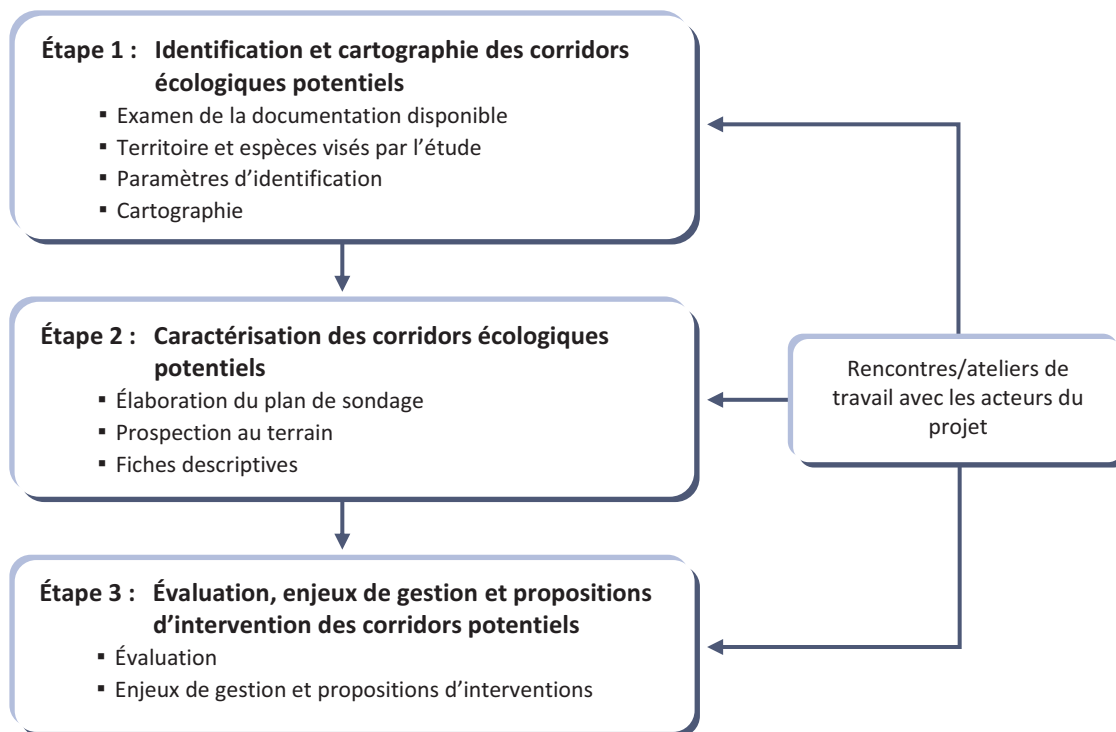 Étape 1 : Identification et cartographie des corridors
écologiques potentiels
▪ Examen de la documentation disponible
▪ Territoire et espèces visés par l’étude
▪ Paramètres d’identification
▪ Cartographie
Étape 2 : Caractérisation des corridors écologiques
potentiels
▪ Élaboration du plan de sondage
▪ Prospection au terrain
▪ Fiches descriptives
Rencontres/ateliers de
travail avec les acteurs du
projet
Étape 3 : Évaluation, enjeux de gestion et propositions
d’intervention des corridors potentiels
▪ Évaluation
▪ Enjeux de gestion et propositions d’interventions